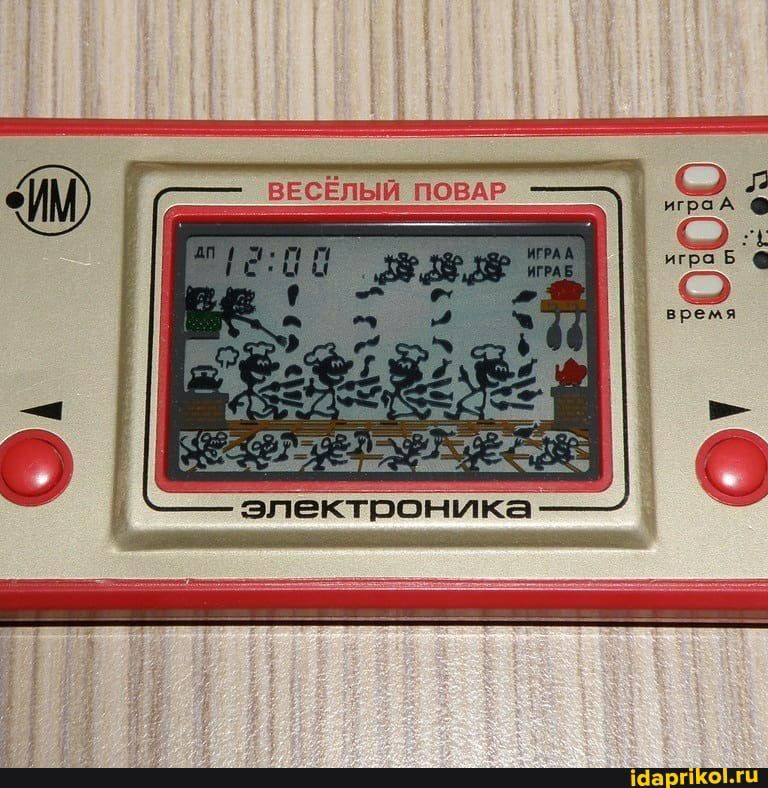 ИМ
ВЕСЁЛЫЙ ПОВАР
ДП 12:00
ИГРА А
ИГРА Б
игра А
игра Б
время
электроника
idaprikol.ru